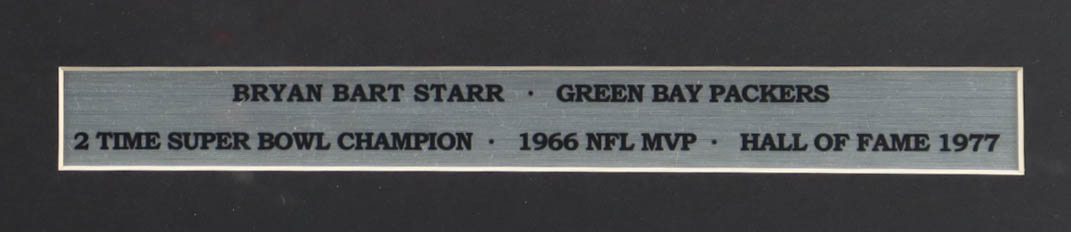 BRYAN BART STARR · GREEN BAY PACKERS
2 TIME SUPER BOWL CHAMPION · 1966 NFL MVP · HALL OF FAME 1977